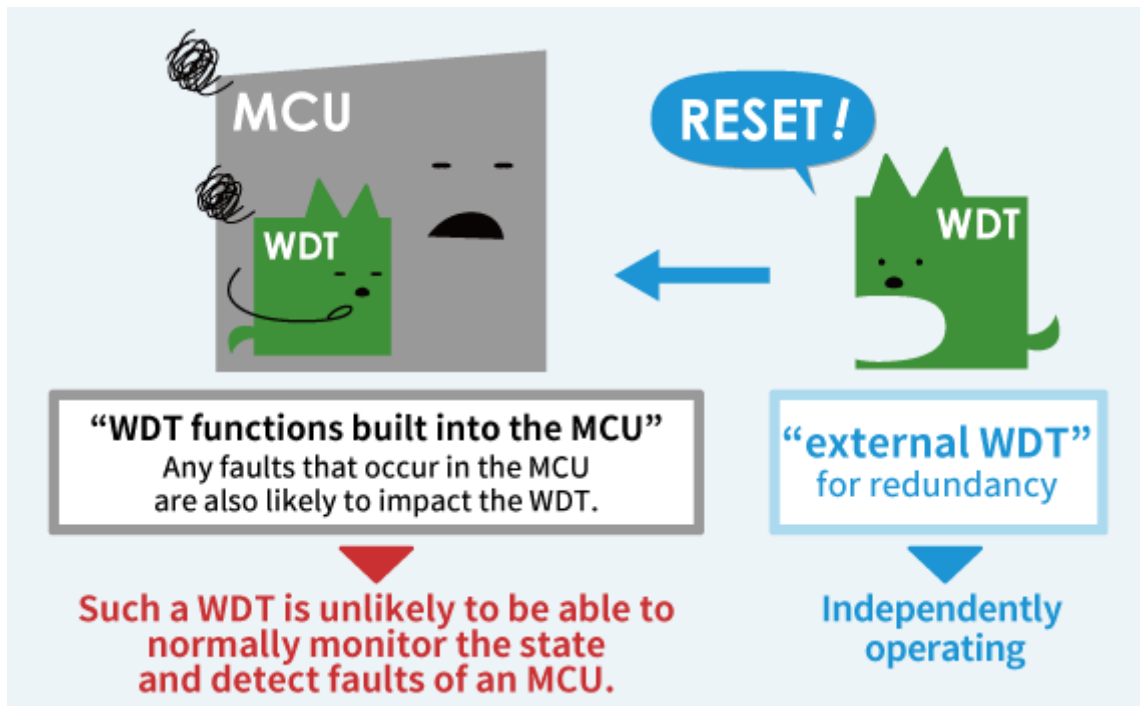 MCU
WDT
RESET!
WDT
“WDT functions built into the MCU”
Any faults that occur in the MCU
are also likely to impact the WDT.
Such a WDT is unlikely to be able to
normally monitor the state
and detect faults of an MCU.
“external WDT”
for redundancy
Independently
operating